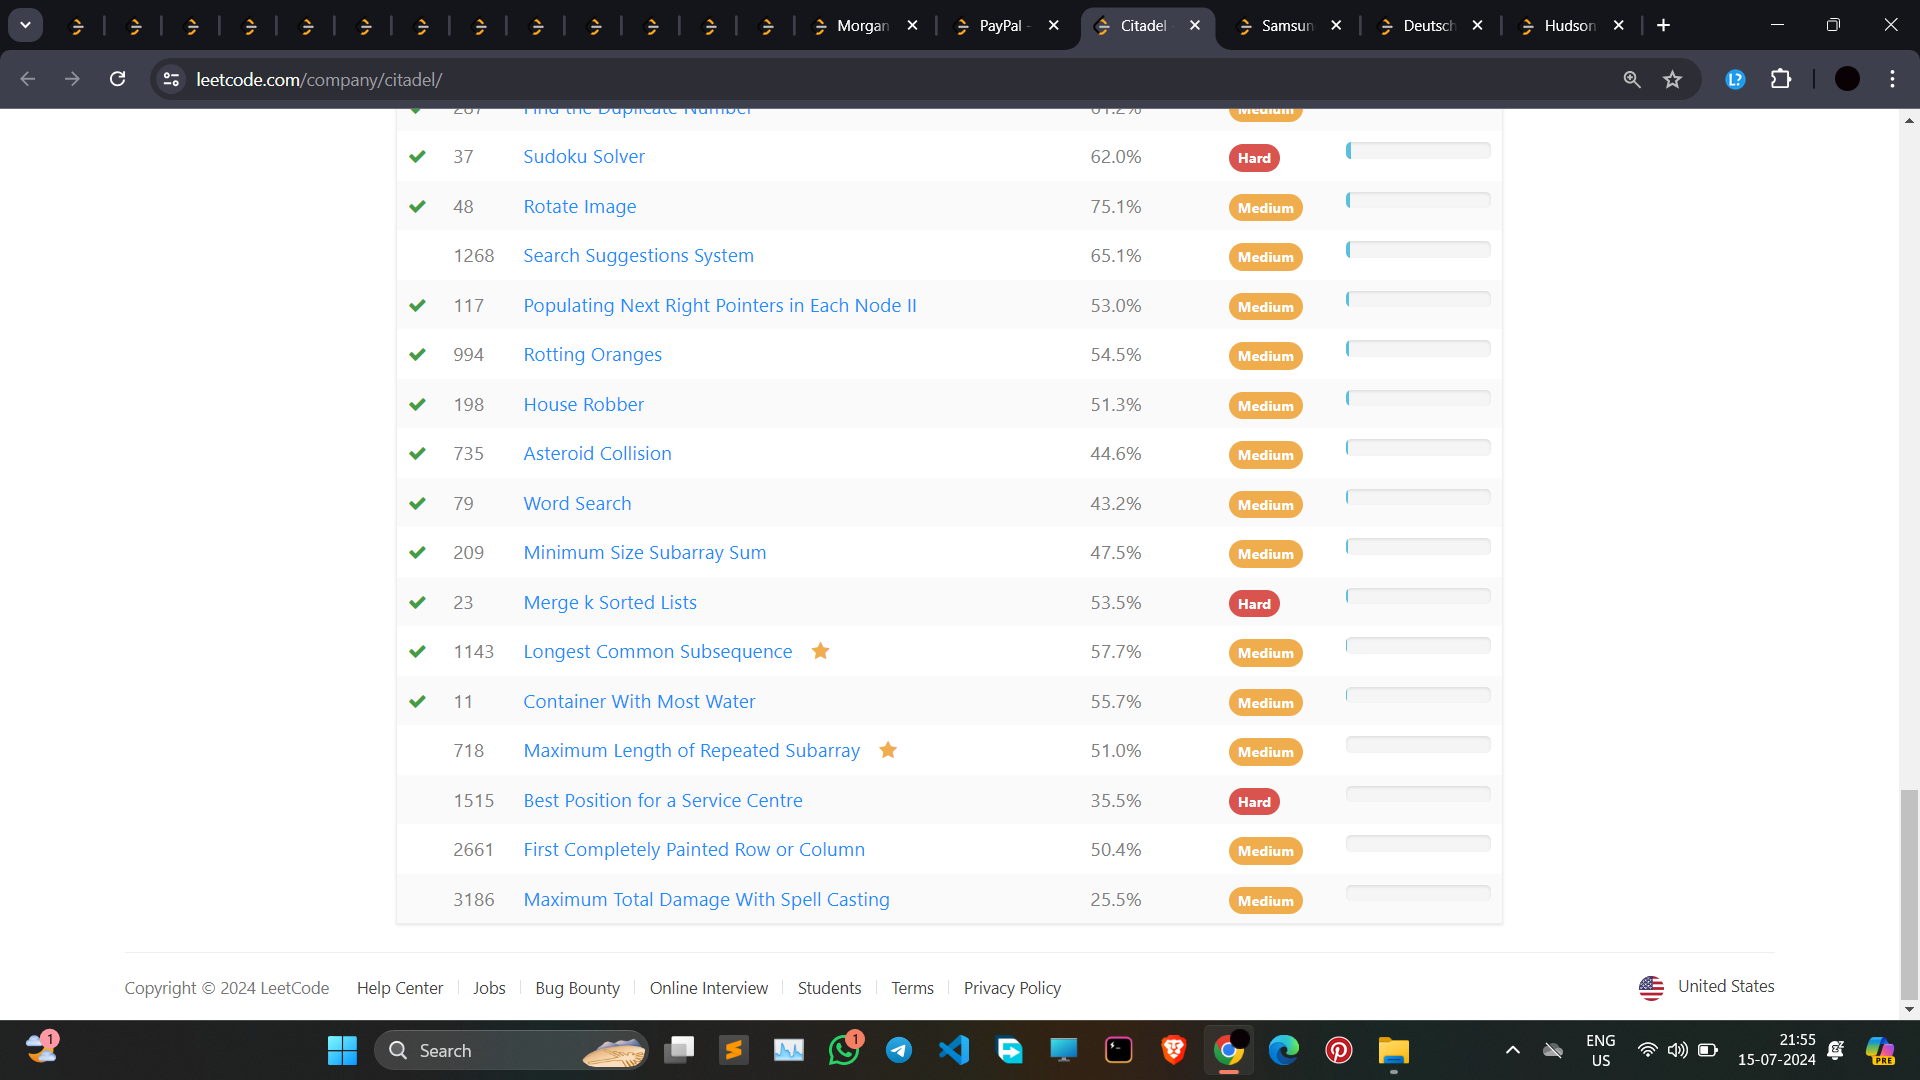 Morgan
PayPal -
Citadel
Samsun
Deutsch
Hudson
leetcode.com/company/citadel/
L?
287 Find the Duplicate Number 61.2% Medium
37 Sudoku Solver 62.0% Hard
48 Rotate Image 75.1% Medium
1268 Search Suggestions System 65.1% Medium
117 Populating Next Right Pointers in Each Node II 53.0% Medium
994 Rotting Oranges 54.5% Medium
198 House Robber 51.3% Medium
735 Asteroid Collision 44.6% Medium
79 Word Search 43.2% Medium
209 Minimum Size Subarray Sum 47.5% Medium
23 Merge k Sorted Lists 53.5% Hard
1143 Longest Common Subsequence 57.7% Medium
11 Container With Most Water 55.7% Medium
718 Maximum Length of Repeated Subarray 51.0% Medium
1515 Best Position for a Service Centre 35.5% Hard
2661 First Completely Painted Row or Column 50.4% Medium
3186 Maximum Total Damage With Spell Casting 25.5% Medium
Copyright © 2024 LeetCode Help Center Jobs Bug Bounty Online Interview Students Terms Privacy Policy United States
1
Search
1
ENG
US
21:55
15-07-2024
PRE